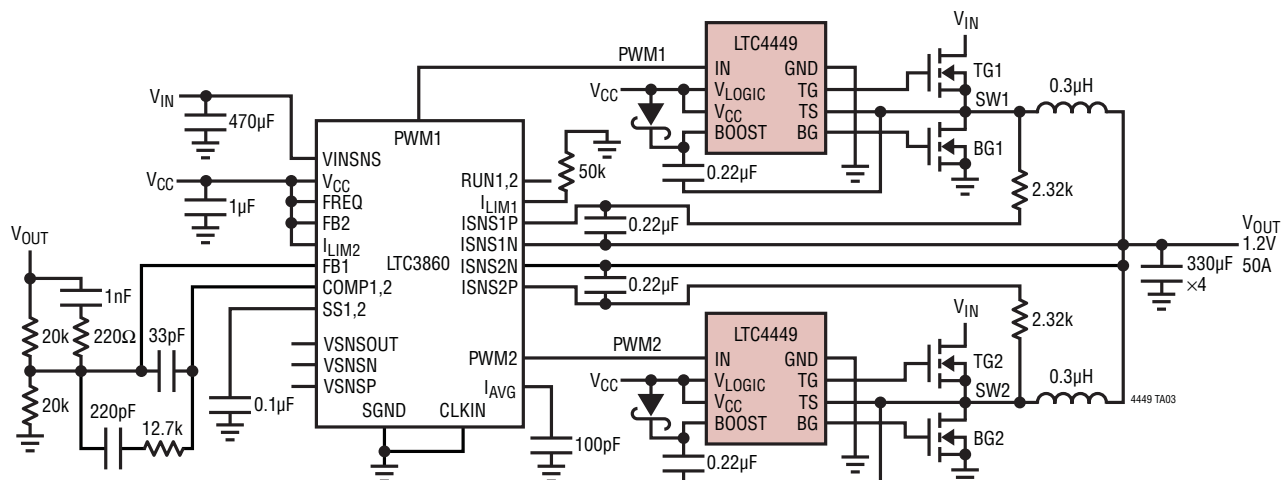 VIN
LTC4449
PWM1
IN
GND
TG1
VCC
VLOGIC
TG
SW1
0.3µH
VCC
TS
BOOST
BG
BG1
0.22µF
VIN
470µF
PWM1
VINSNS
50k
VCC
1µF
VCC
FREQ
FB2
ILIM2
RUN1,2
ILIM1
ISNS1P
0.22µF
2.32k
VOUT
1.2V
50A
ISNS1N
LTC3860
ISNS2N
330µF
×4
VOUT
FB1
COMP1,2
SS1,2
ISNS2P
0.22µF
1nF
20k
220Ω
33pF
VSNSOUT
VSNSN
VSNSP
20k
220pF
12.7k
0.1µF
SGND
CLKIN
PWM2
IAVG
100pF
VIN
LTC4449
2.32k
PWM2
IN
GND
TG2
VCC
VLOGIC
TG
SW2
0.3µH
VCC
TS
BOOST
BG
BG2
0.22µF
4449 TA03